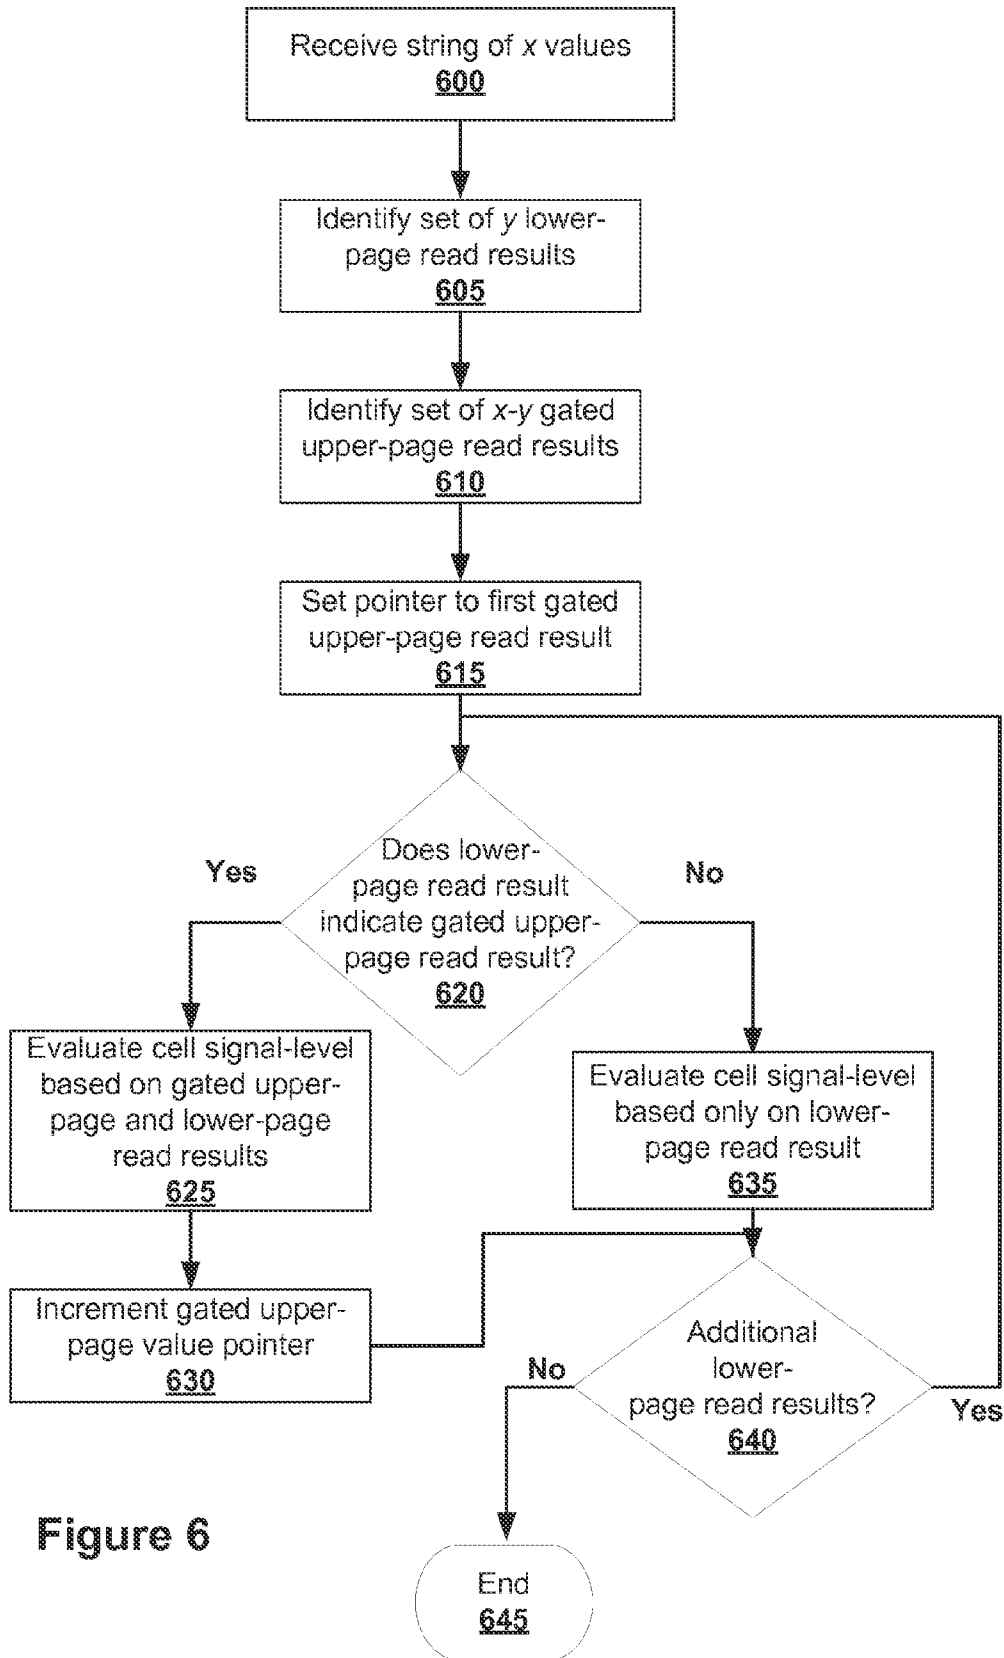 Receive string of x values
600
Identify set of y lower-
page read results
605
Identify set of x-y gated
upper-page read results
610
Set pointer to first gated
upper-page read result
615
Does lower-
page read result
indicate gated upper-
page read result?
620
Yes
No
Evaluate cell signal-level
based on gated upper-
page and lower-page
read results
625
Evaluate cell signal-level
based only on lower-
page read result
635
Increment gated upper-
page value pointer
630
Additional
lower-
page read results?
640
No
Yes
Figure 6
End
645